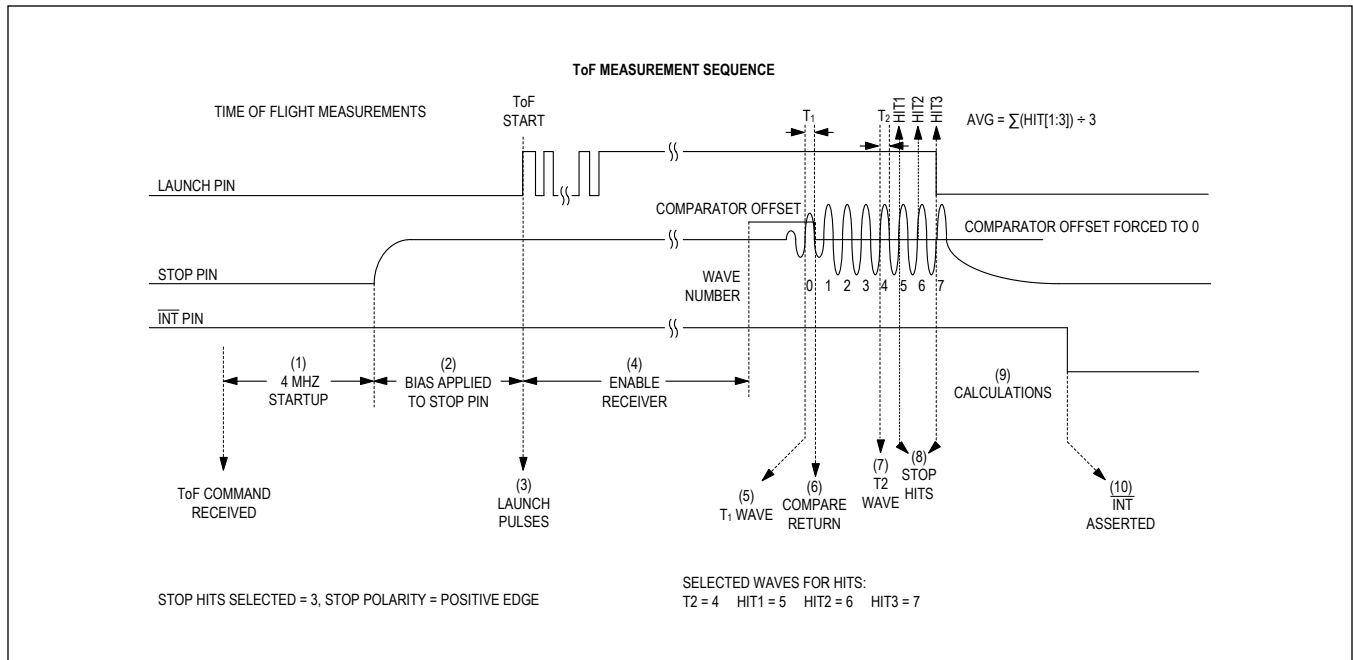 ToF MEASUREMENT SEQUENCE
TIME OF FLIGHT MEASUREMENTS
ToF
START
T₁
T₂
HIT1
HIT2
HIT3
AVG = ∑(HIT[1:3]) ÷ 3
LAUNCH PIN
COMPARATOR OFFSET
COMPARATOR OFFSET FORCED TO 0
STOP PIN
WAVE
NUMBER
0 1 2 3 4 5 6 7
INT PIN
(1)
4 MHZ
STARTUP
(2)
BIAS APPLIED
TO STOP PIN
(4)
ENABLE
RECEIVER
(9)
CALCULATIONS
ToF COMMAND
RECEIVED
(3)
LAUNCH
PULSES
(5)
T₁ WAVE
(6)
COMPARE
RETURN
(7)
T2
WAVE
(8)
STOP
HITS
(10)
INT
ASSERTED
STOP HITS SELECTED = 3, STOP POLARITY = POSITIVE EDGE
SELECTED WAVES FOR HITS:
T2 = 4 HIT1 = 5 HIT2 = 6 HIT3 = 7